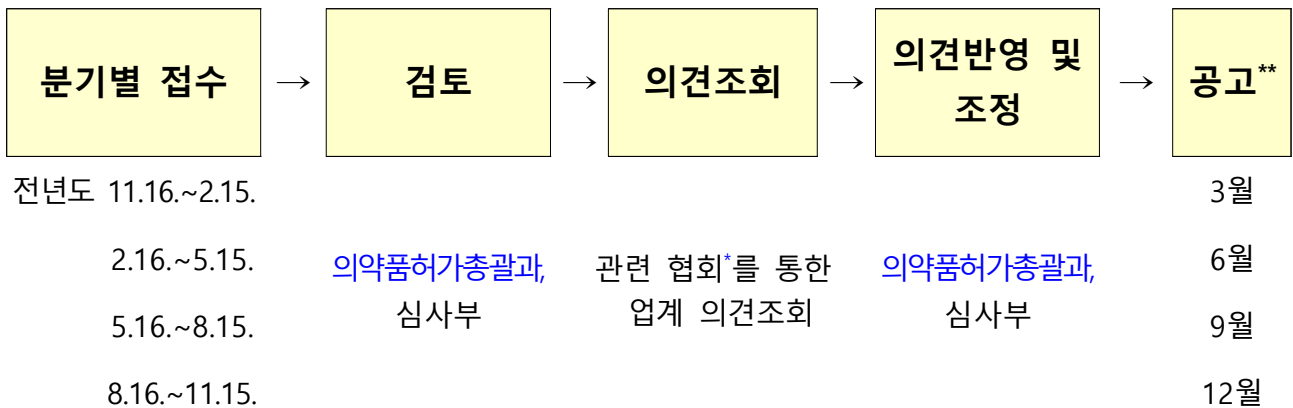 분기별 접수 → 검토 → 의견조회 → 의견반영 및 조정 → 공고**
전년도 11.16.~2.15.
2.16.~5.15.
5.16.~8.15.
8.16.~11.15.
의약품허가총괄과,
심사부
관련 협회*를 통한
업계 의견조회
의약품허가총괄과,
심사부
3월
6월
9월
12월